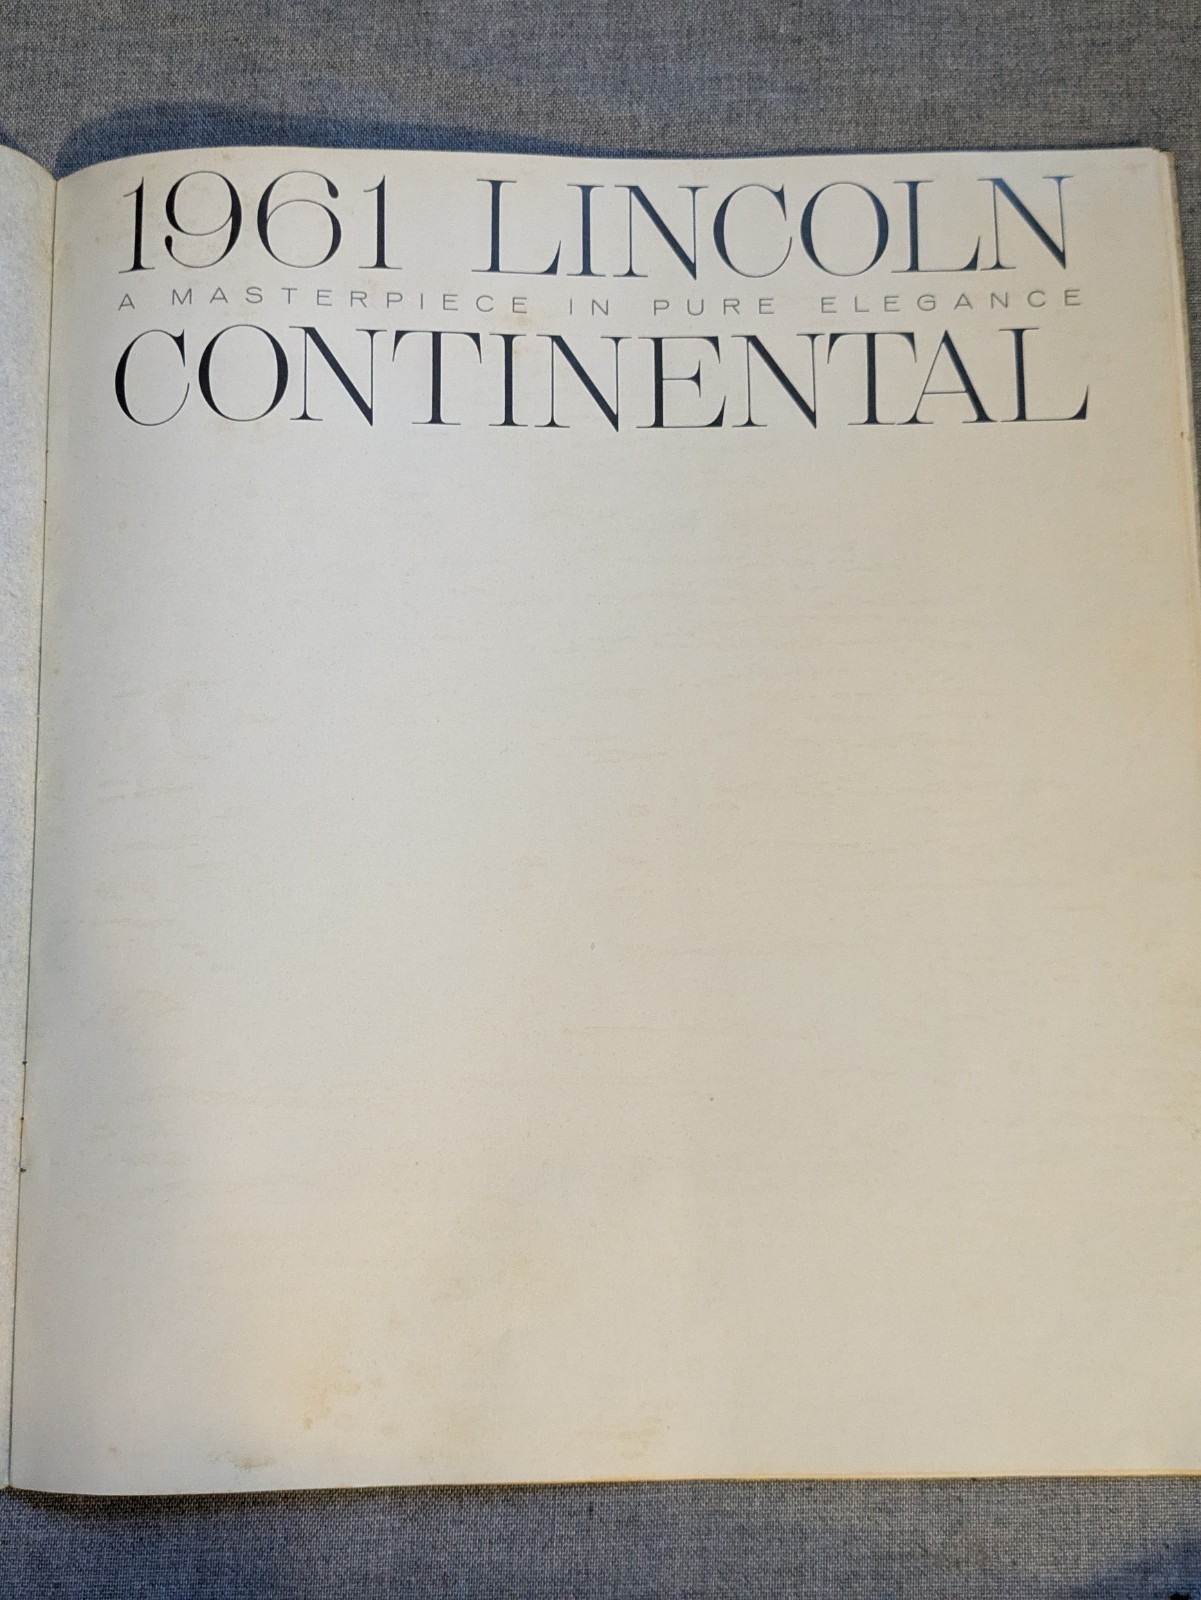 1961 LINCOLN
A MASTERPIECE IN PURE ELEGANCE
CONTINENTAL